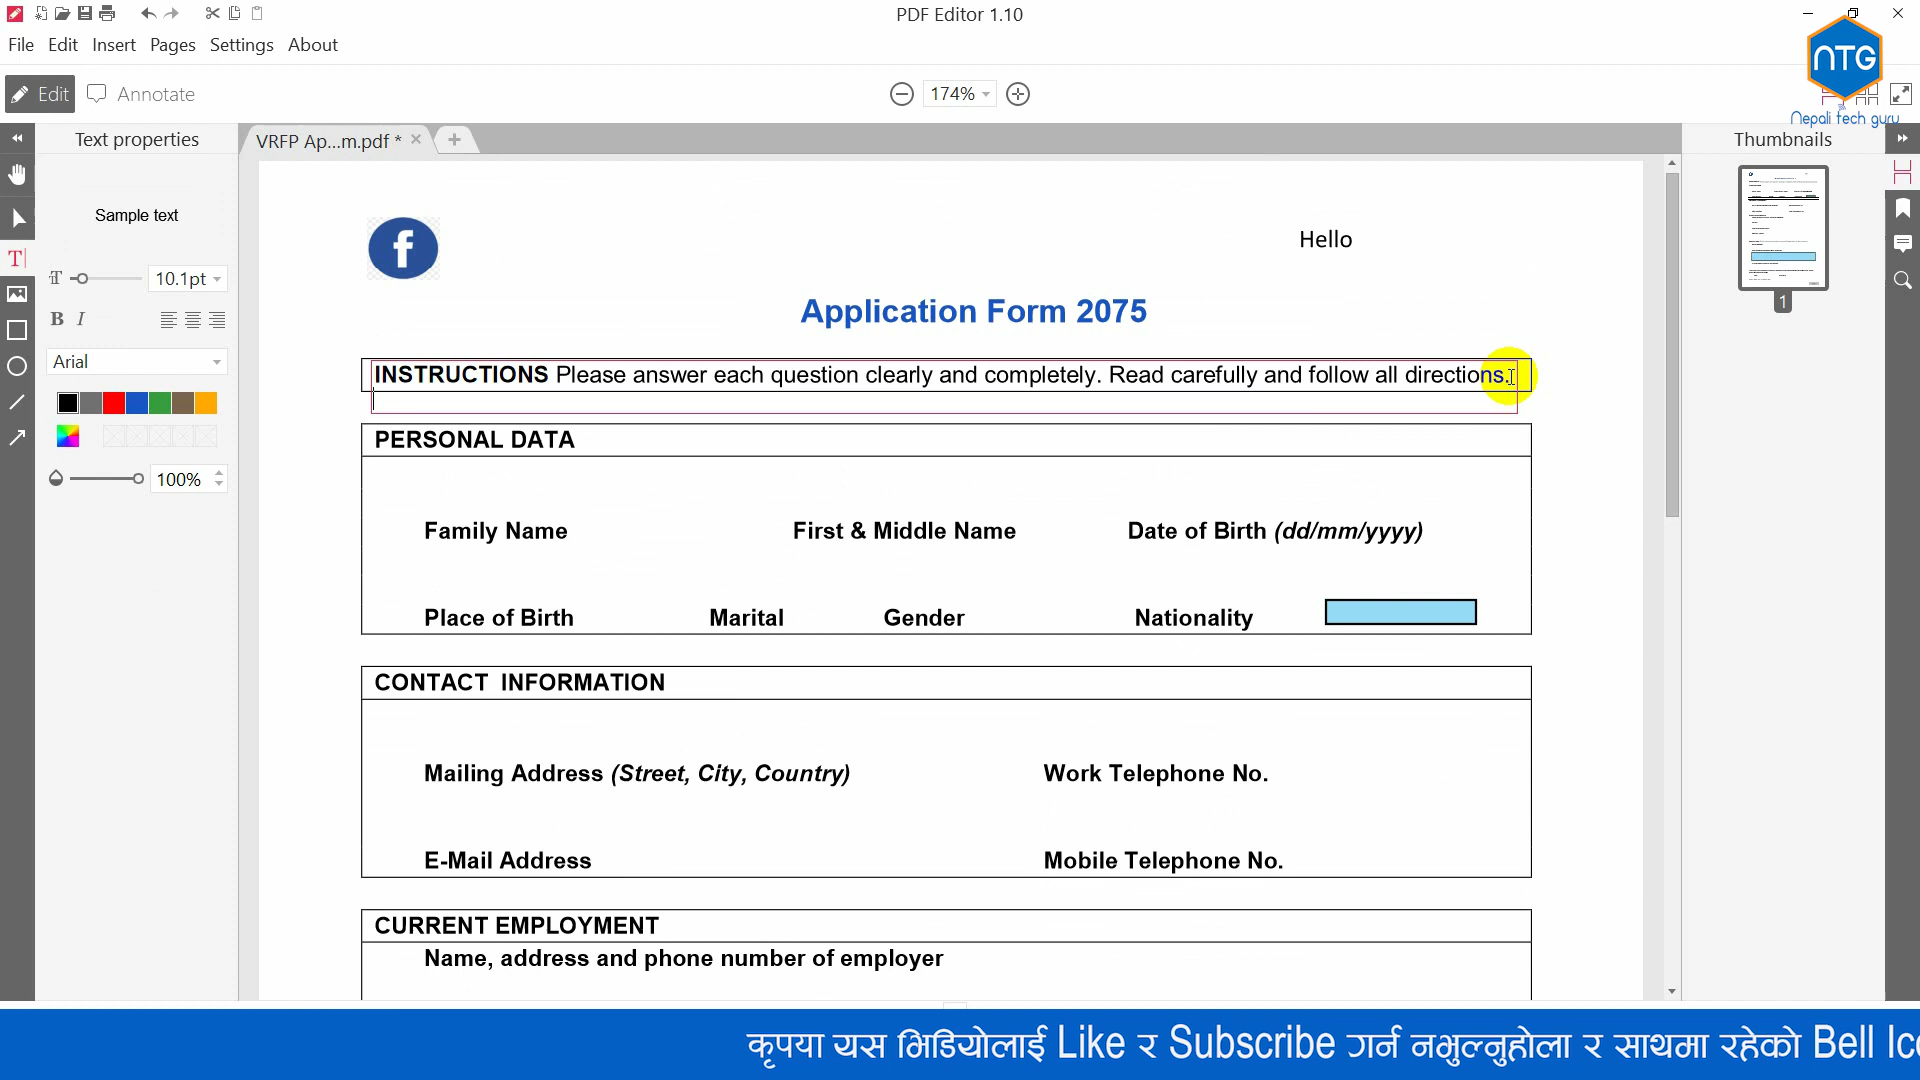 PDF Editor 1.10
File Edit Insert Pages Settings About
NTG
Nepali tech guru
Edit Annotate
174%
Text properties
VRFP Ap...m.pdf *
Thumbnails
Sample text
10.1pt
B I
Arial
100%
1
f
Hello
Application Form 2075
INSTRUCTIONS Please answer each question clearly and completely. Read carefully and follow all directions.
PERSONAL DATA
Family Name First & Middle Name Date of Birth (dd/mm/yyyy)
Place of Birth Marital Gender Nationality
CONTACT INFORMATION
Mailing Address (Street, City, Country) Work Telephone No.
E-Mail Address Mobile Telephone No.
CURRENT EMPLOYMENT
Name, address and phone number of employer
कृपया यस भिडियोलाई Like र Subscribe गर्न नभुल्नुहोला र साथमा रहेको Bell Ico